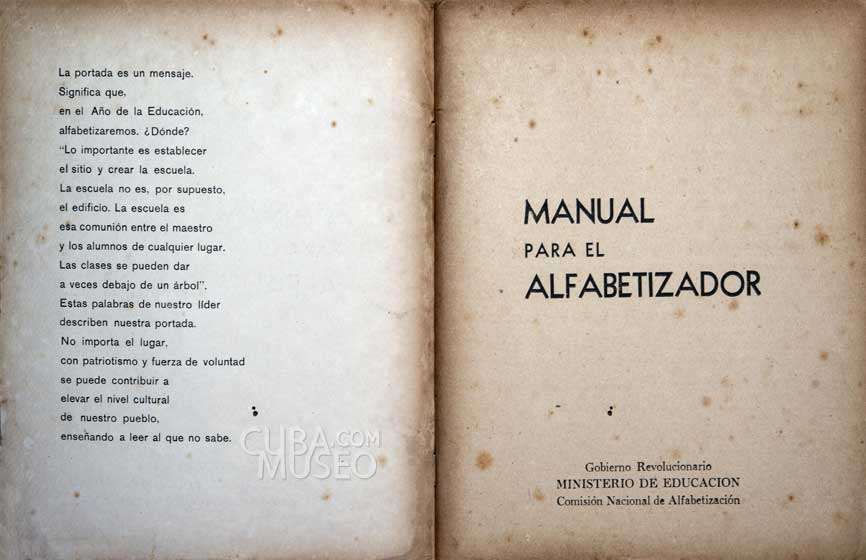 La portada es un mensaje.
Significa que,
en el Año de la Educación,
alfabetizaremos. ¿Dónde?
“Lo importante es establecer
el sitio y crear la escuela.
La escuela no es, por supuesto,
el edificio. La escuela es
esa comunión entre el maestro
y los alumnos de cualquier lugar.
Las clases se pueden dar
a veces debajo de un árbol”.
Estas palabras de nuestro líder
describen nuestra portada.
No importa el lugar,
con patriotismo y fuerza de voluntad
se puede contribuir a
elevar el nivel cultural
de nuestro pueblo,
enseñando a leer al que no sabe.
CUBA.COM
MUSEO
MANUAL
PARA EL
ALFABETIZADOR
Gobierno Revolucionario
MINISTERIO DE EDUCACION
Comisión Nacional de Alfabetización